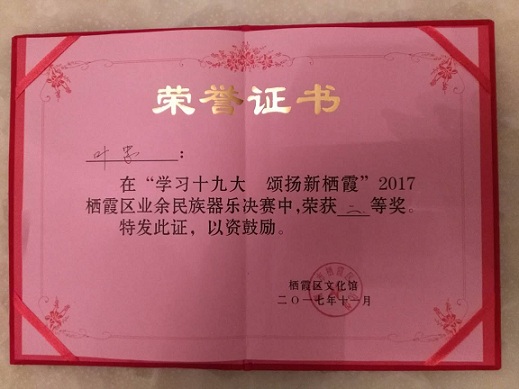 荣誉证书
叶
：
在“学习十九大　颂扬新栖霞”2017
栖霞区业余民族器乐决赛中,荣获 二 等奖。
特发此证，以资鼓励。
栖霞区文化馆
二〇一七年十一月